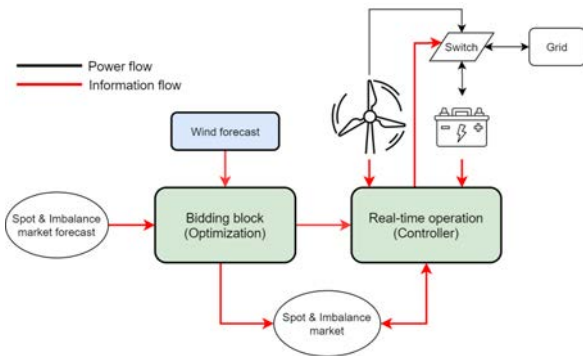 Switch
Grid
Power flow
Information flow
Wind forecast
Spot & Imbalance
market forecast
Bidding block
(Optimization)
Real-time operation
(Controller)
Spot & Imbalance
market